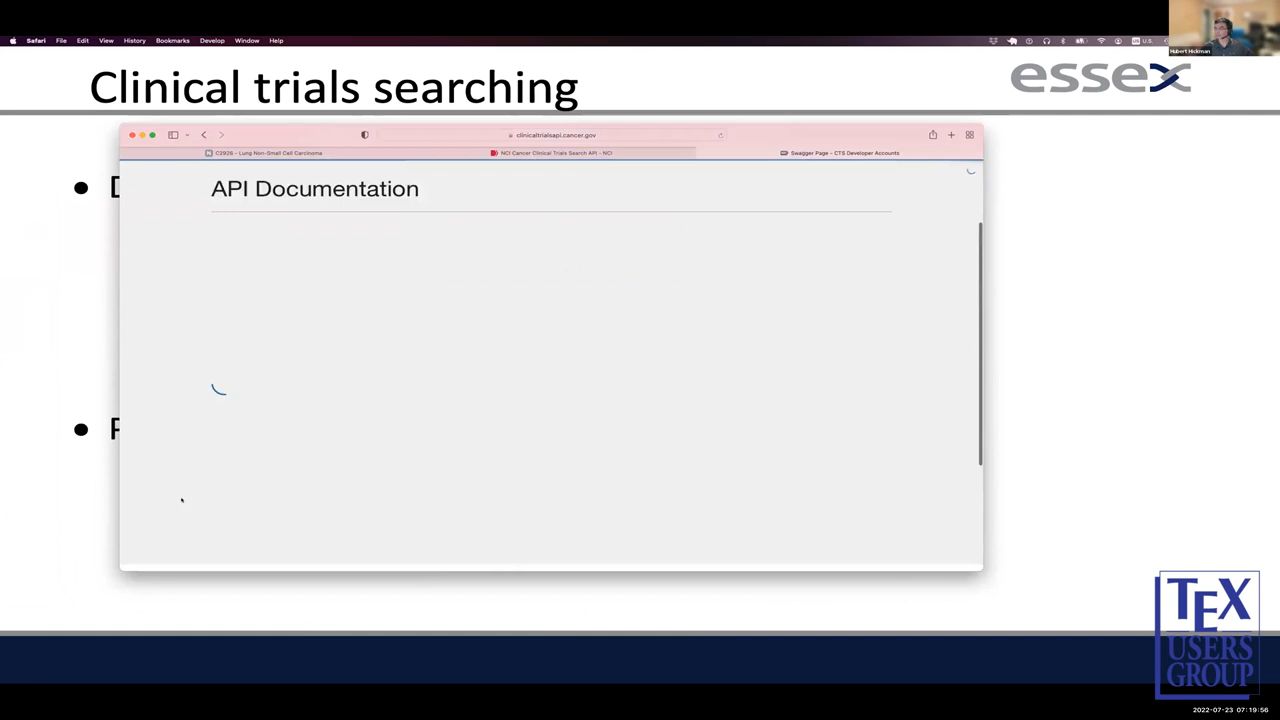 Safari File Edit View History Bookmarks Develop Window Help
U.S.
Hubert Hickman
Clinical trials searching
essex
clinicaltrialsapi.cancer.gov
C2926 - Lung Non-Small Cell Carcinoma
NCI Cancer Clinical Trials Search API - NCI
Swagger Page - CTS Developer Accounts
API Documentation
TEX
USERS
GROUP
2022-07-23 07:19:56